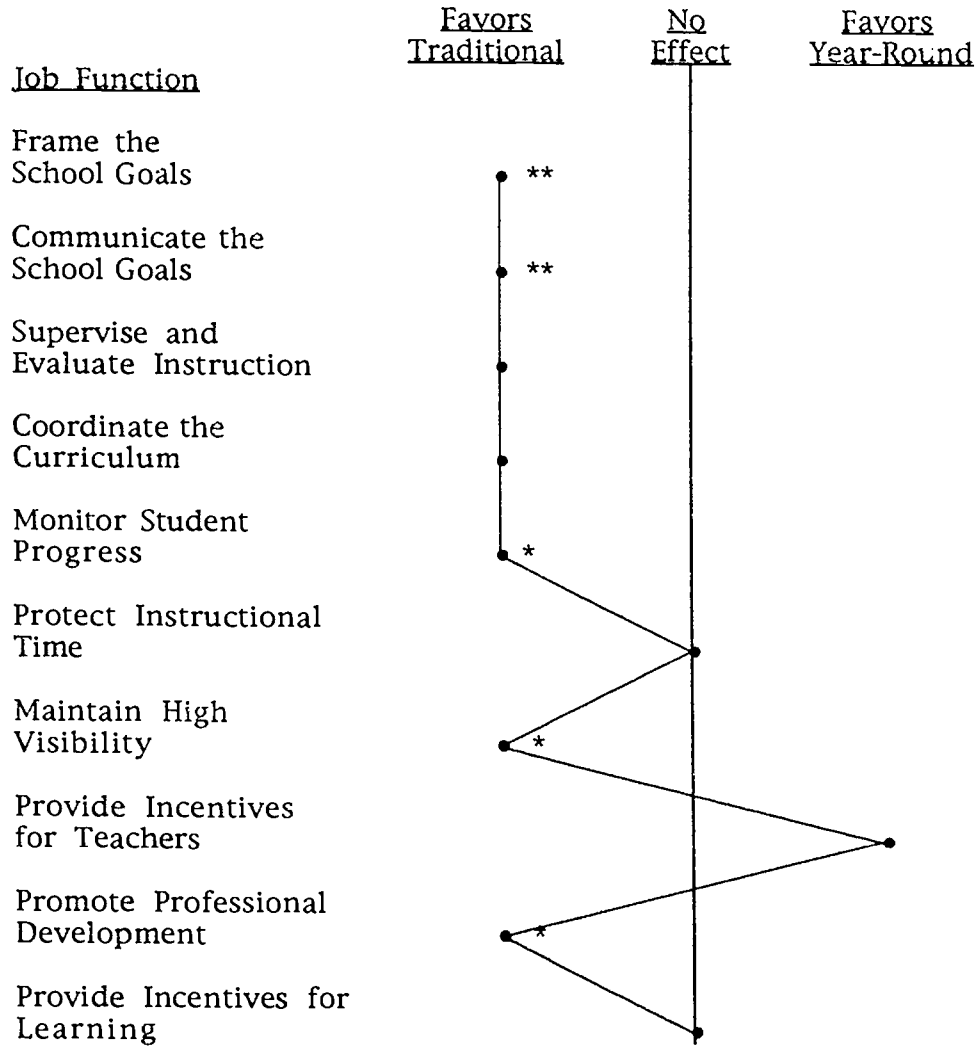 Favors No Favors
Traditional Effect Year-Round
Job Function
Frame the
School Goals **
Communicate the
School Goals **
Supervise and
Evaluate Instruction
Coordinate the
Curriculum
Monitor Student
Progress *
Protect Instructional
Time
Maintain High
Visibility *
Provide Incentives
for Teachers
Promote Professional
Development *
Provide Incentives for
Learning